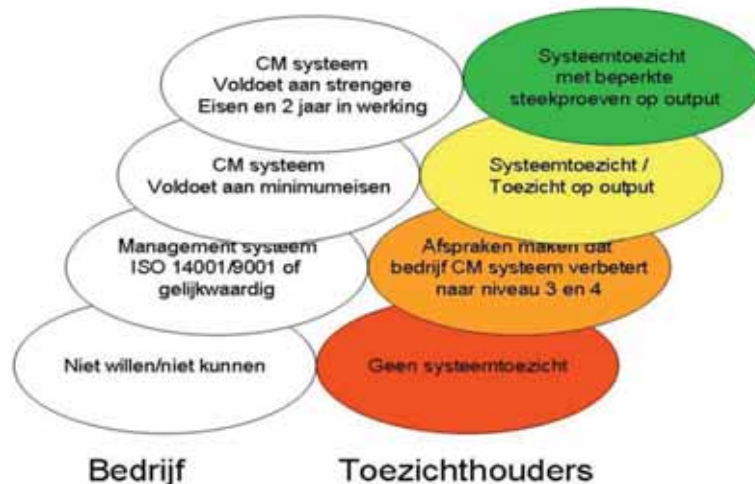 CM systeem
Voldoet aan strengere
Eisen en 2 jaar in werking
Systeemtoezicht
met beperkte
steekproeven op output
CM systeem
Voldoet aan minimumeisen
Systeemtoezicht /
Toezicht op output
Management systeem
ISO 14001/9001 of
gelijkwaardig
Afspraken maken dat
bedrijf CM systeem verbetert
naar niveau 3 en 4
Niet willen/niet kunnen
Geen systeemtoezicht
Bedrijf
Toezichthouders